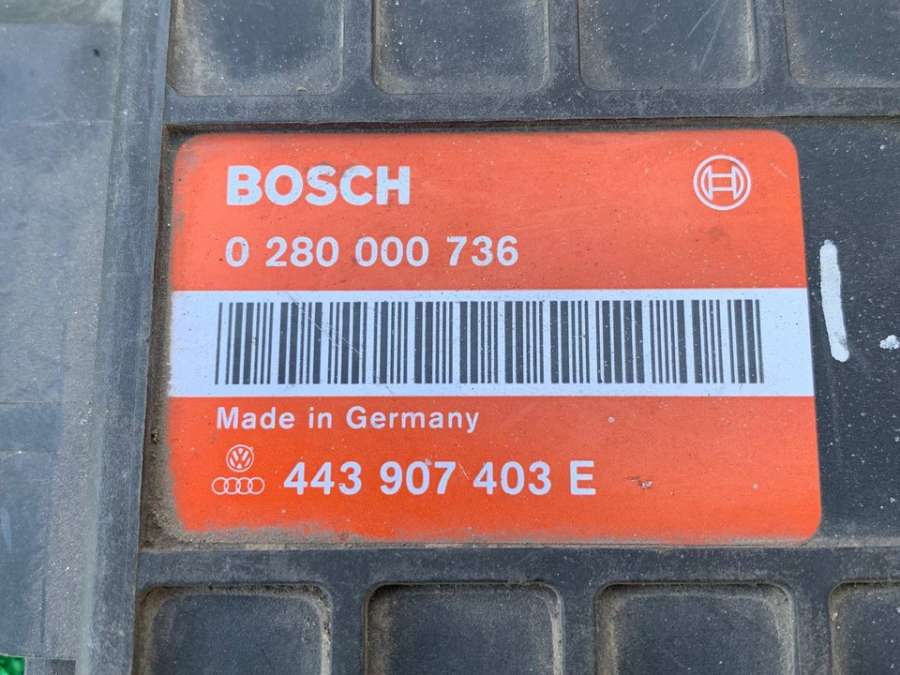 BOSCH
0 280 000 736
Made in Germany
443 907 403 E